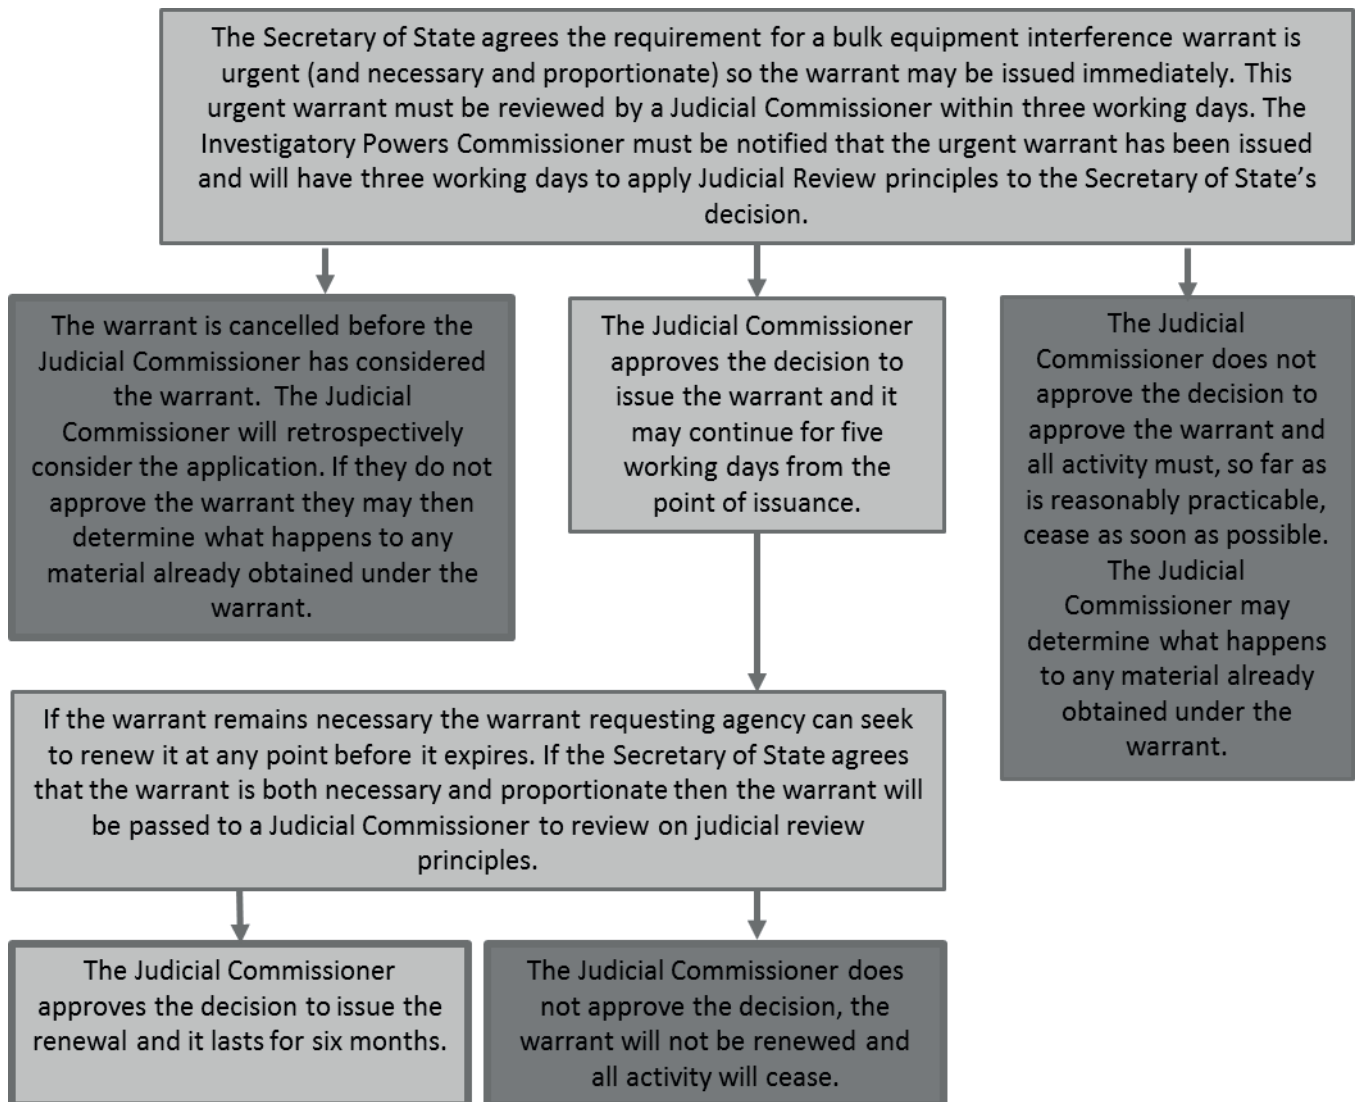 The Secretary of State agrees the requirement for a bulk equipment interference warrant is
urgent (and necessary and proportionate) so the warrant may be issued immediately. This
urgent warrant must be reviewed by a Judicial Commissioner within three working days. The
Investigatory Powers Commissioner must be notified that the urgent warrant has been issued
and will have three working days to apply Judicial Review principles to the Secretary of State's
decision.
The warrant is cancelled before the
Judicial Commissioner has considered
the warrant. The Judicial
Commissioner will retrospectively
consider the application. If they do not
approve the warrant they may then
determine what happens to any
material already obtained under the
warrant.
The Judicial Commissioner
approves the decision to
issue the warrant and it
may continue for five
working days from the
point of issuance.
The Judicial
Commissioner does not
approve the decision to
approve the warrant and
all activity must, so far as
is reasonably practicable,
cease as soon as possible.
The Judicial
Commissioner may
determine what happens
to any material already
obtained under the
warrant.
If the warrant remains necessary the warrant requesting agency can seek
to renew it at any point before it expires. If the Secretary of State agrees
that the warrant is both necessary and proportionate then the warrant will
be passed to a Judicial Commissioner to review on judicial review
principles.
The Judicial Commissioner
approves the decision to issue the
renewal and it lasts for six months.
The Judicial Commissioner does
not approve the decision, the
warrant will not be renewed and
all activity will cease.